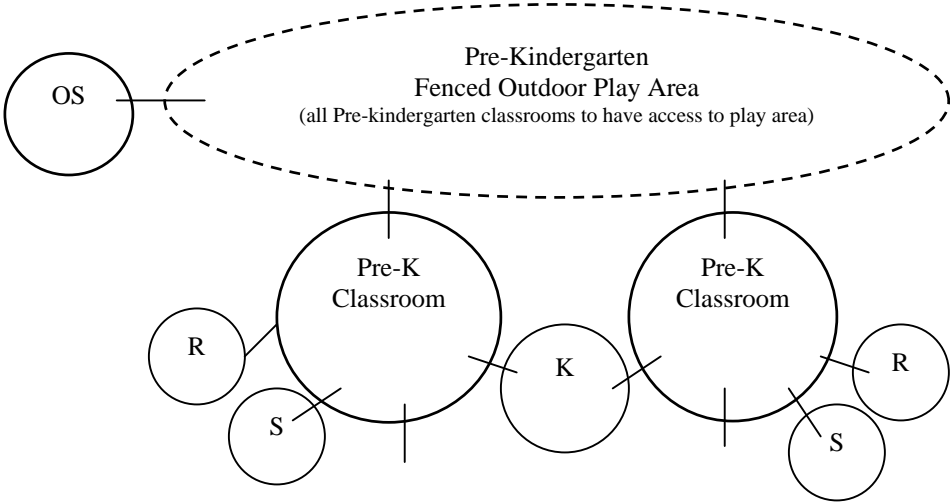 Pre-Kindergarten
Fenced Outdoor Play Area
(all Pre-kindergarten classrooms to have access to play area)
OS
Pre-K
Classroom
Pre-K
Classroom
R
K
R
S
S